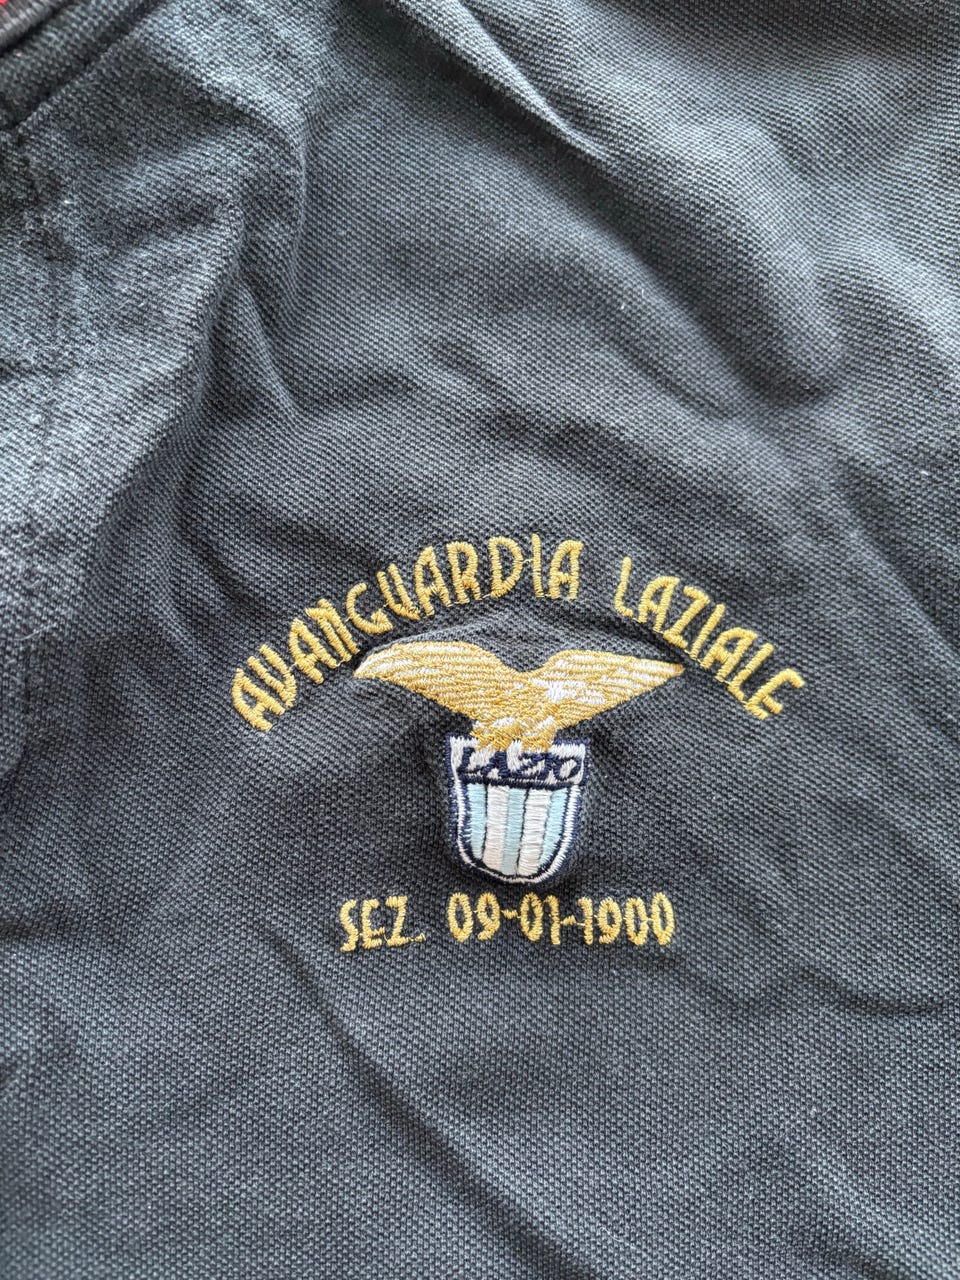 AVANGUARDIA LAZIALE
LAZIO
SEZ. 09-01-1900